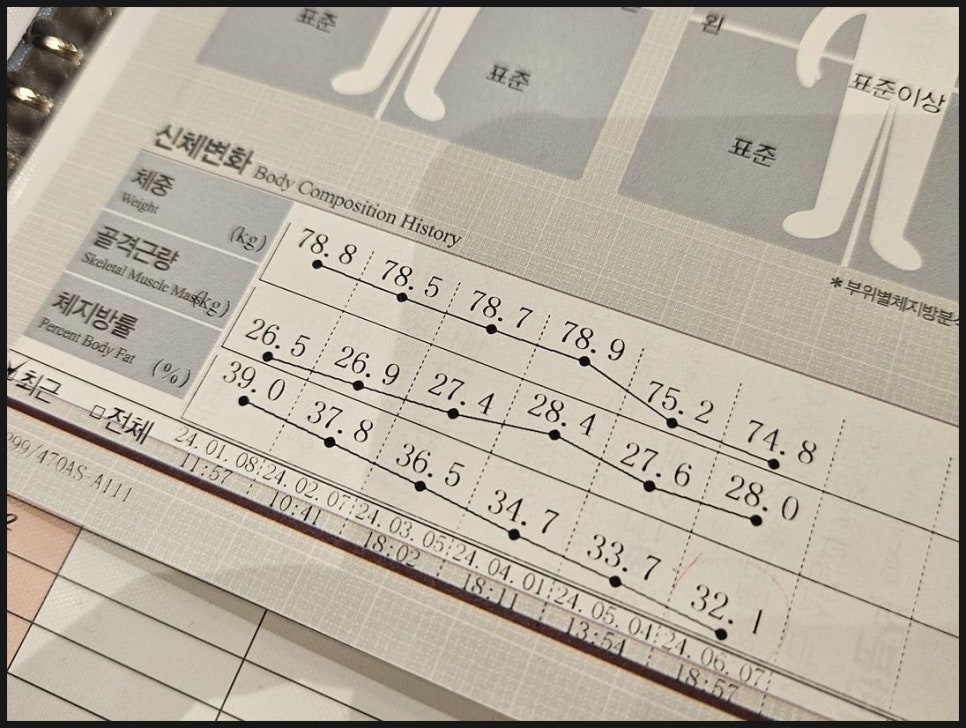 표준
표준
표준이상
표준
신체변화 Body Composition History
체중
Weight
(kg)
골격근량
Skeletal Muscle Mass (kg)
체지방률
Percent Body Fat
(%)
78.8 78.5 78.7 78.9 75.2 74.8
26.5 26.9 27.4 28.4 27.6 28.0
39.0 37.8 36.5 34.7 33.7 32.1
최근 □전체
24.01.08 24.02.07 24.03.05 24.04.01 24.05.04 24.06.07
11:57 10:41 18:02 18:11 13:54 18:57
*부위별체지방분
299/470AS-A111